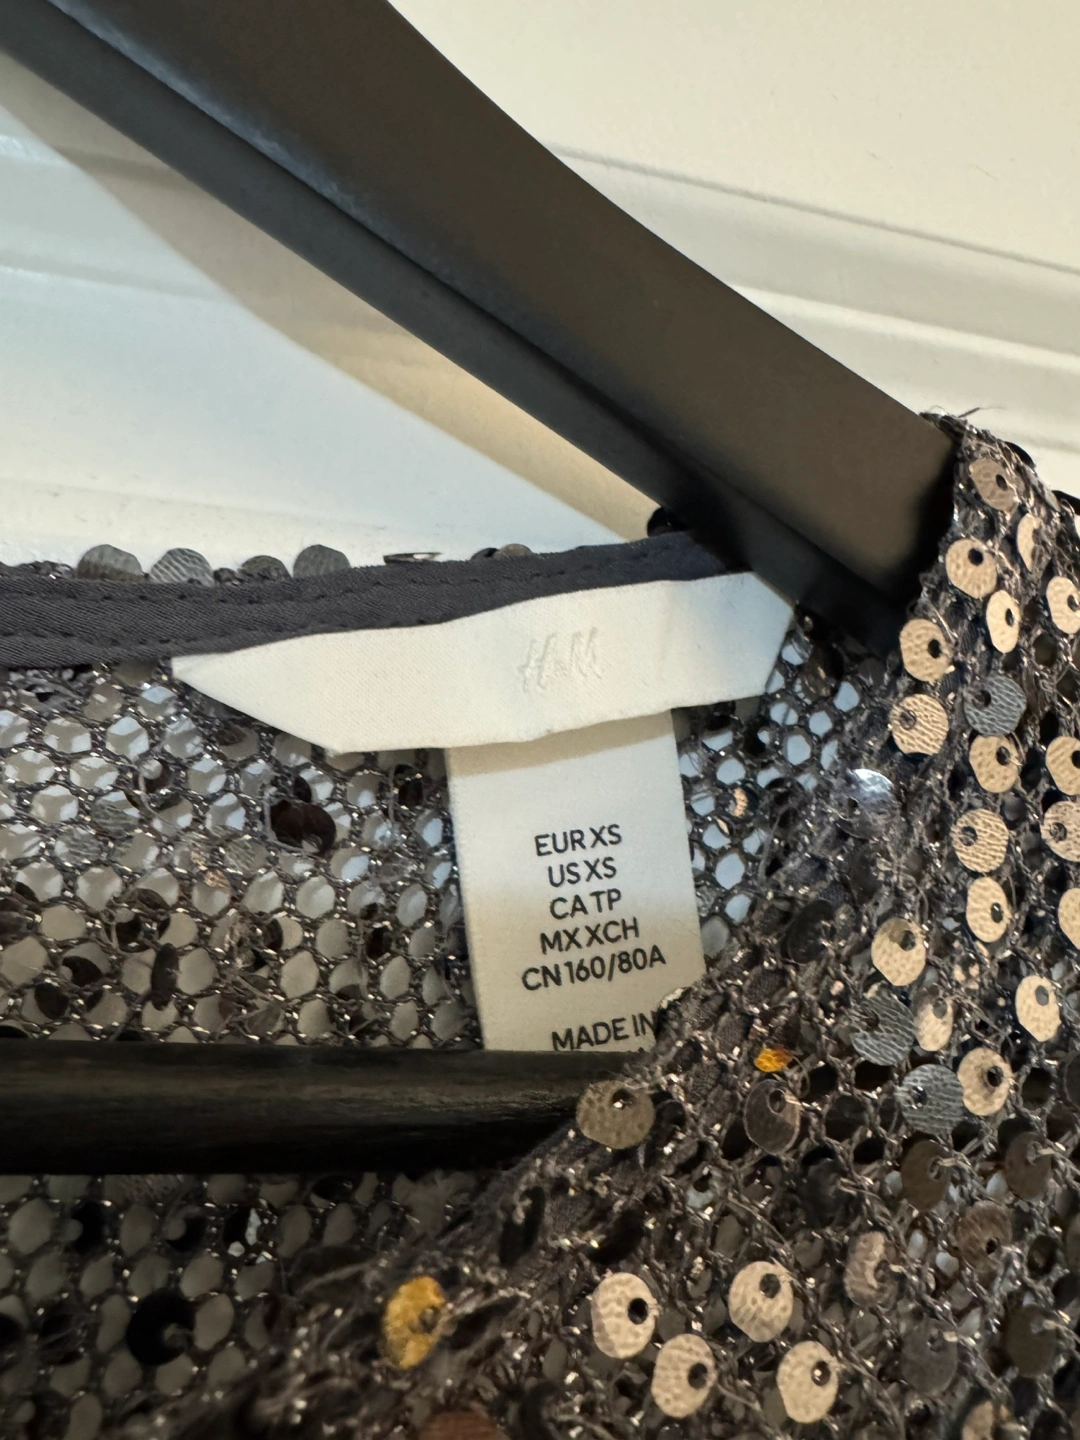 H&M
EUR XS
US XS
CA TP
MX XCH
CN 160/80A
MADE IN